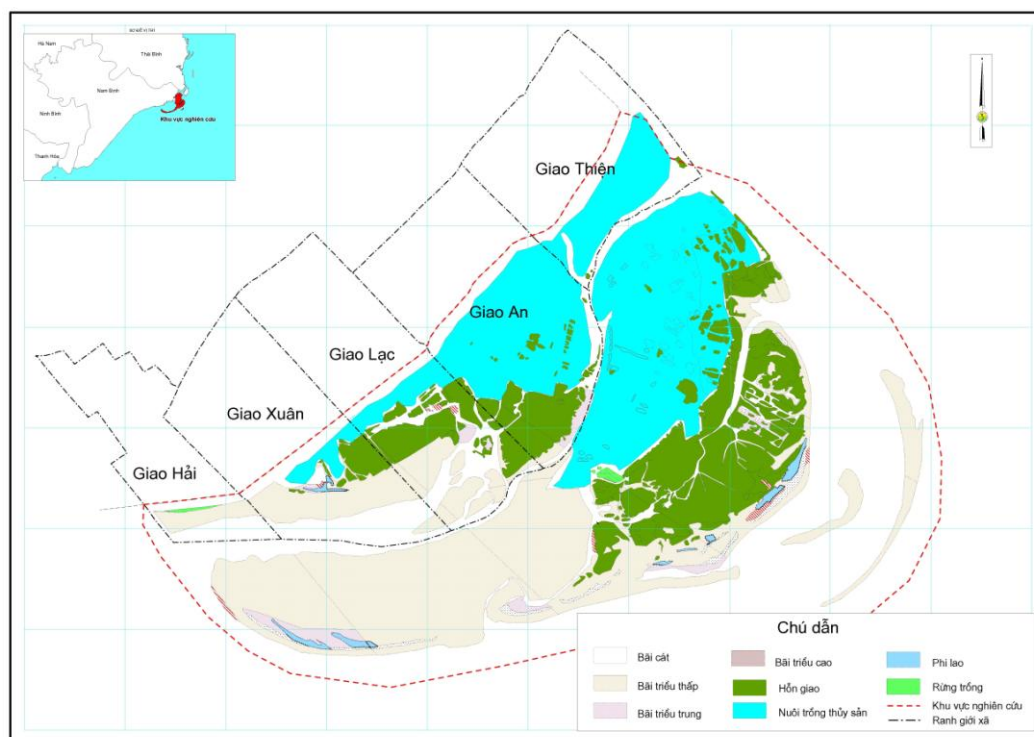 Hà Nam
Thái Bình
Nam Định
Ninh Bình
Khu vực nghiên cứu
Thanh Hóa
Giao Thiện
Giao An
Giao Lạc
Giao Xuân
Giao Hải
Chú dẫn
Bãi cát
Bãi triều cao
Phi lao
Bãi triều thấp
Hỗn giao
Rừng trồng
Bãi triều trung
Nuôi trồng thủy sản
Khu vực nghiên cứu
Ranh giới xã